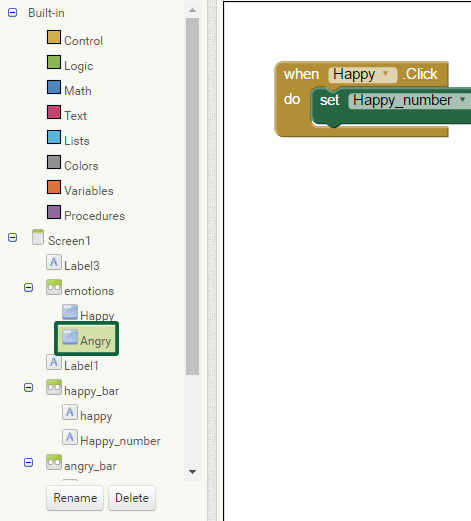 Built-in
Control
Logic
Math
Text
Lists
Colors
Variables
Procedures
Screen1
A Label3
emotions
Happy
Angry
A Label1
happy_bar
A happy
A Happy_number
angry_bar
Rename Delete
when Happy .Click
do set Happy_number